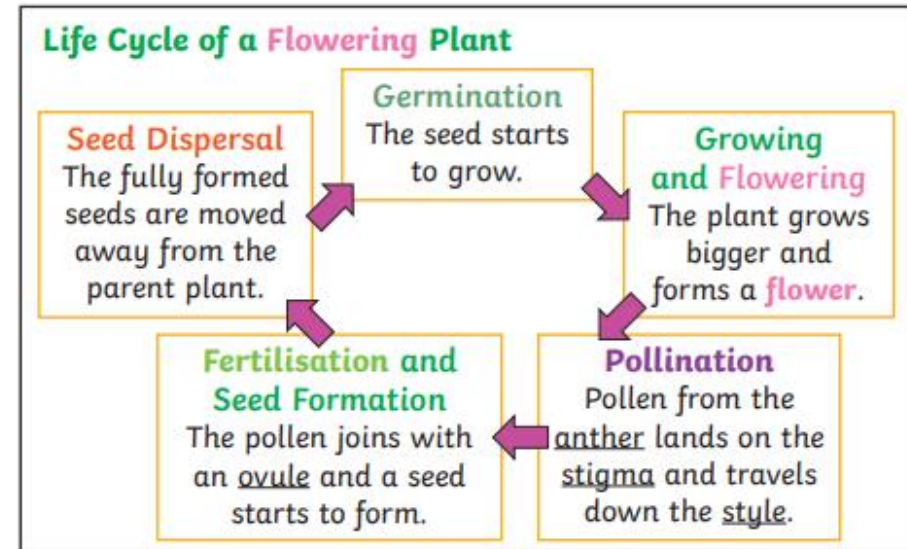 Life Cycle of a Flowering Plant
Germination
The seed starts
to grow.
Growing
and Flowering
The plant grows
bigger and
forms a flower.
Pollination
Pollen from the
anther lands on the
stigma and travels
down the style.
Fertilisation and
Seed Formation
The pollen joins with
an ovule and a seed
starts to form.
Seed Dispersal
The fully formed
seeds are moved
away from the
parent plant.